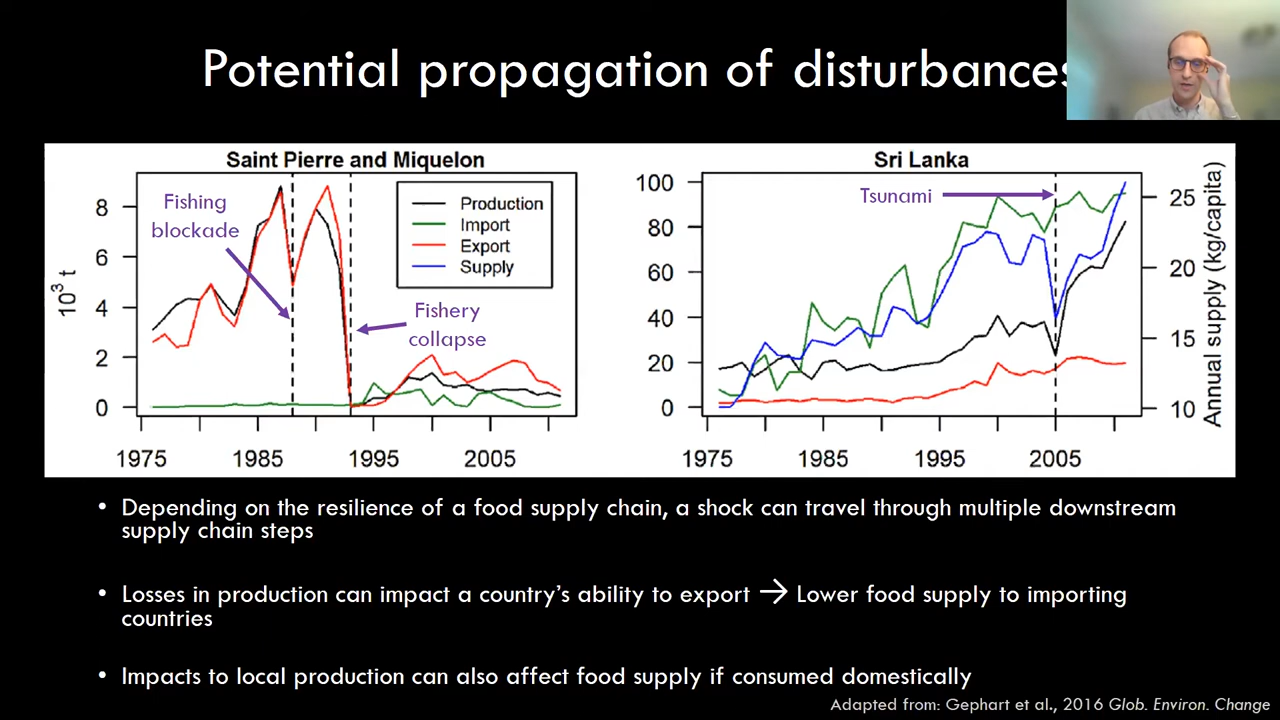 Potential propagation of disturbances
Saint Pierre and Miquelon
Sri Lanka
Fishing
blockade
Production
Import
Export
Supply
Fishery
collapse
10³ t
8
6
4
2
0
1975
1985
1995
2005
Tsunami
100
80
60
40
20
0
25
20
15
10
Annual supply (kg/capita)
1975
1985
1995
2005
• Depending on the resilience of a food supply chain, a shock can travel through multiple downstream
supply chain steps
• Losses in production can impact a country’s ability to export → Lower food supply to importing
countries
• Impacts to local production can also affect food supply if consumed domestically
Adapted from: Gephart et al., 2016 Glob. Environ. Change